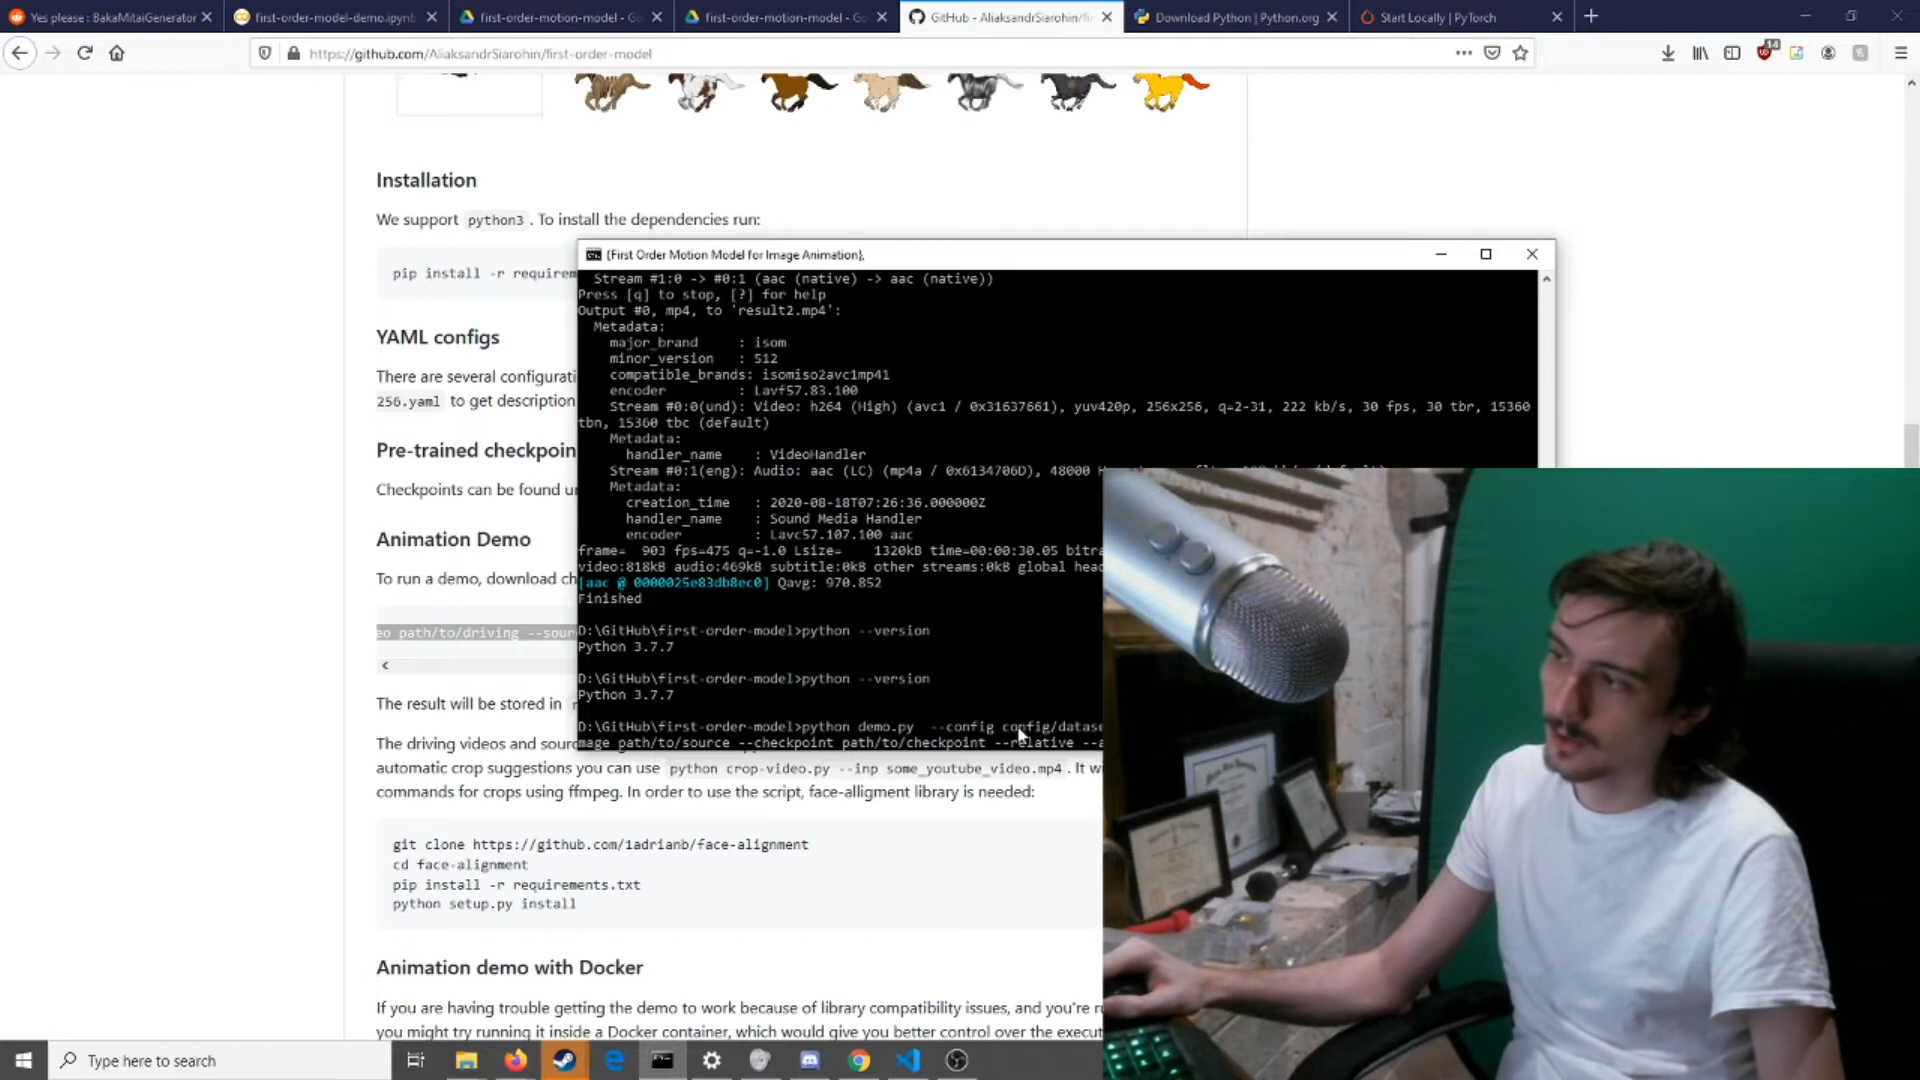 Yes please : BakaMitaiGenerator
first-order-model-demo.ipynb
first-order-motion-model - Go
first-order-motion-model - Go
GitHub - AliaksandrSiarohin/fi
Download Python | Python.org
Start Locally | PyTorch
https://github.com/AliaksandrSiarohin/first-order-model
14
Installation
We support python3 . To install the dependencies run:
pip install -r requirem
YAML configs
There are several configurati
256.yaml to get description
Pre-trained checkpoin
Checkpoints can be found un
Animation Demo
To run a demo, download ch
eo path/to/driving --sour
The result will be stored in
The driving videos and sourc
automatic crop suggestions you can use python crop-video.py --inp some_youtube_video.mp4 . It w
commands for crops using ffmpeg. In order to use the script, face-alligment library is needed:
git clone https://github.com/1adrianb/face-alignment
cd face-alignment
pip install -r requirements.txt
python setup.py install
Animation demo with Docker
If you are having trouble getting the demo to work because of library compatibility issues, and you're ru
you might try running it inside a Docker container, which would give you better control over the execut
{First Order Motion Model for Image Animation},
Stream #1:0 -> #0:1 (aac (native) -> aac (native))
Press [q] to stop, [?] for help
Output #0, mp4, to 'result2.mp4':
Metadata:
major_brand : isom
minor_version : 512
compatible_brands: isomiso2avc1mp41
encoder : Lavf57.83.100
Stream #0:0(und): Video: h264 (High) (avc1 / 0x31637661), yuv420p, 256x256, q=2-31, 222 kb/s, 30 fps, 30 tbr, 15360
tbn, 15360 tbc (default)
Metadata:
handler_name : VideoHandler
Stream #0:1(eng): Audio: aac (LC) (mp4a / 0x6134706D), 48000 H
Metadata:
creation_time : 2020-08-18T07:26:36.000000Z
handler_name : Sound Media Handler
encoder : Lavc57.107.100 aac
frame= 903 fps=475 q=-1.0 Lsize= 1320kB time=00:00:30.05 bitra
video:818kB audio:469kB subtitle:0kB other streams:0kB global head
[aac @ 0000025e83db8ec0] Qavg: 970.852
Finished
D:\GitHub\first-order-model>python --version
Python 3.7.7
D:\GitHub\first-order-model>python --version
Python 3.7.7
D:\GitHub\first-order-model>python demo.py --config config/datase
mage path/to/source --checkpoint path/to/checkpoint --relative --a
Type here to search